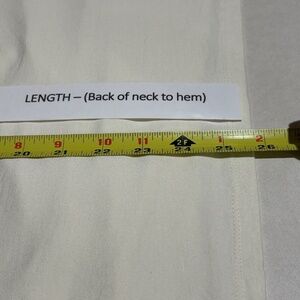 LENGTH – (Back of neck to hem)
8 9 10 11 2F 1 2
20 21 22 23 24 25 26